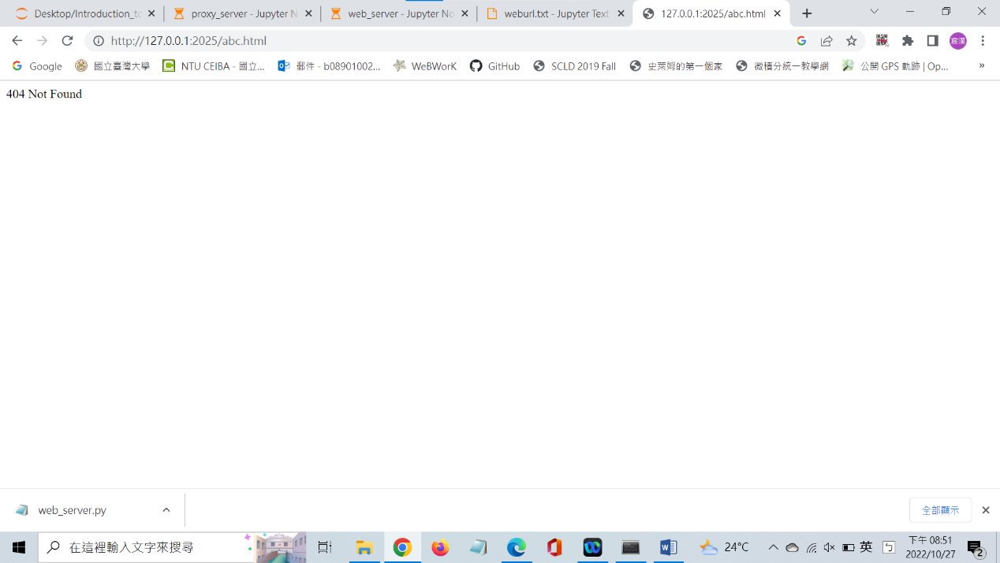 Desktop/Introduction_to
proxy_server - Jupyter N
web_server - Jupyter No
weburl.txt - Jupyter Text
127.0.0.1:2025/abc.html
http://127.0.0.1:2025/abc.html
宸漢
Google
國立臺灣大學
NTU CEIBA - 國立...
郵件 - b08901002...
WeBWorK
GitHub
SCLD 2019 Fall
史萊姆的第一個家
微積分統一教學網
公開 GPS 軌跡 | Op...
»
404 Not Found
web_server.py
全部顯示
在這裡輸入文字來搜尋
24°C
英
下午 08:51
2022/10/27
2